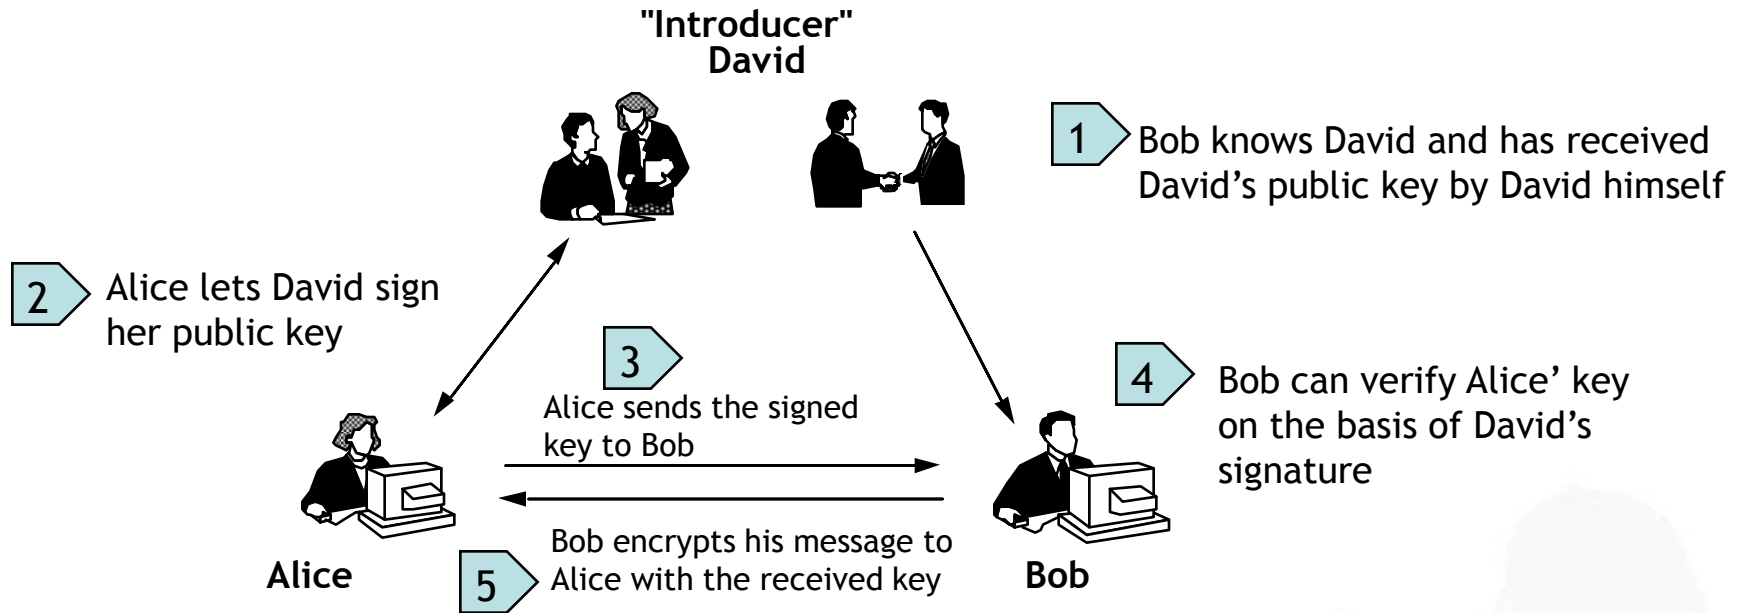 "Introducer"
David
1
Bob knows David and has received
David’s public key by David himself
2
Alice lets David sign
her public key
3
Alice sends the signed
key to Bob
4
Bob can verify Alice’ key
on the basis of David’s
signature
5
Bob encrypts his message to
Alice with the received key
Alice
Bob